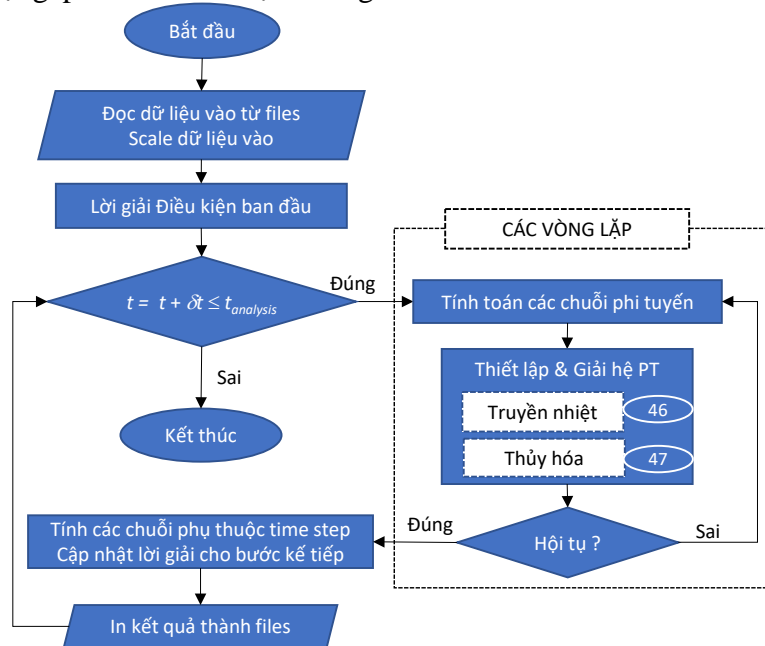 Bắt đầu
Đọc dữ liệu vào từ files
Scale dữ liệu vào
Lời giải Điều kiện ban đầu
CÁC VÒNG LẶP
t = t + δt ≤ t_analysis
Đúng
Tính toán các chuỗi phi tuyến
Sai
Thiết lập & Giải hệ PT
Truyền nhiệt
46
Thủy hóa
47
Kết thúc
Hội tụ ?
Sai
Đúng
Tính các chuỗi phụ thuộc time step
Cập nhật lời giải cho bước kế tiếp
In kết quả thành files